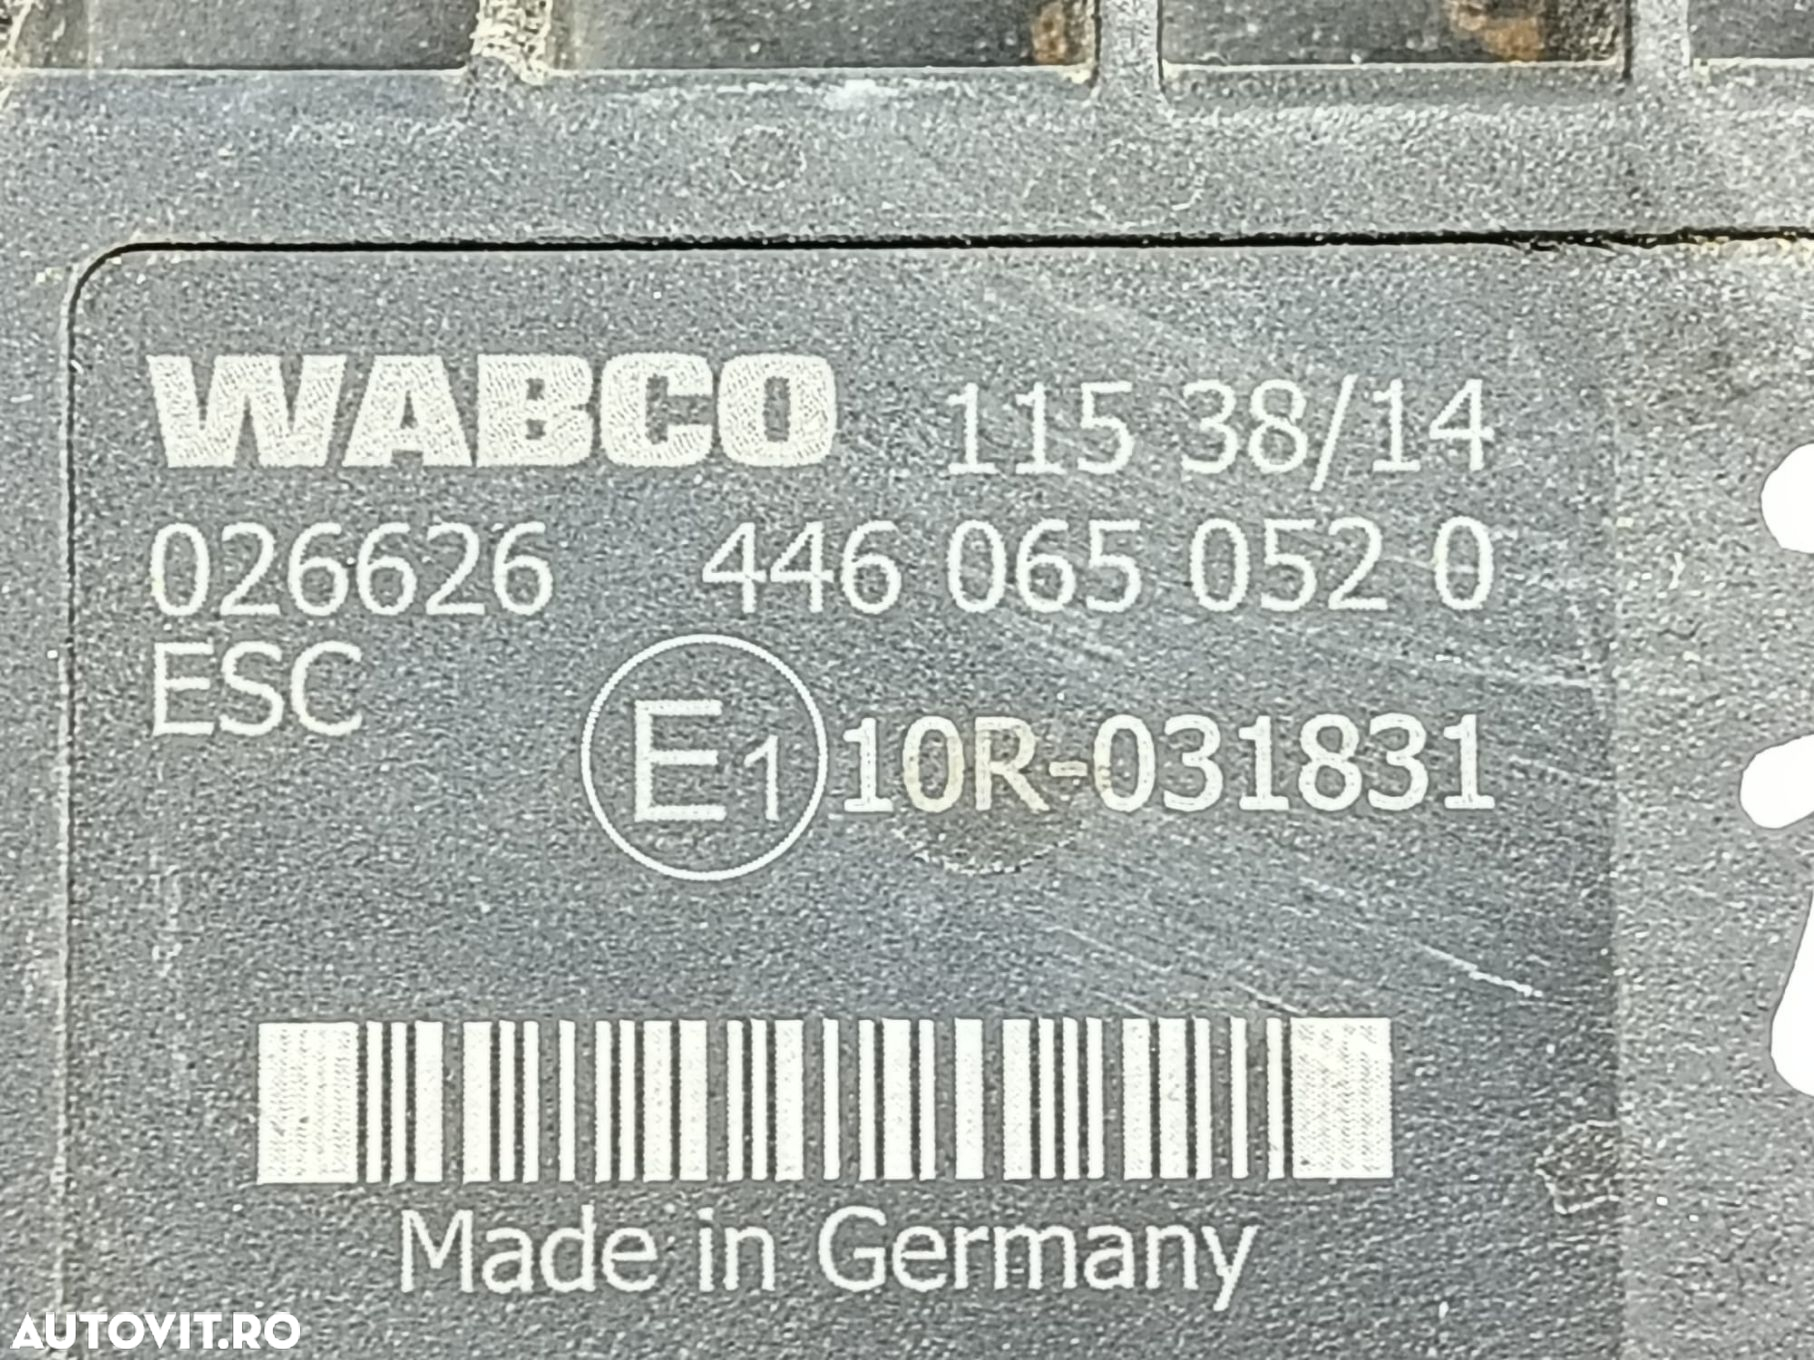 WABCO 115 38/14
026626 446 065 052 0
ESC
E1 10R-031831
Made in Germany
AUTOVIT.RO